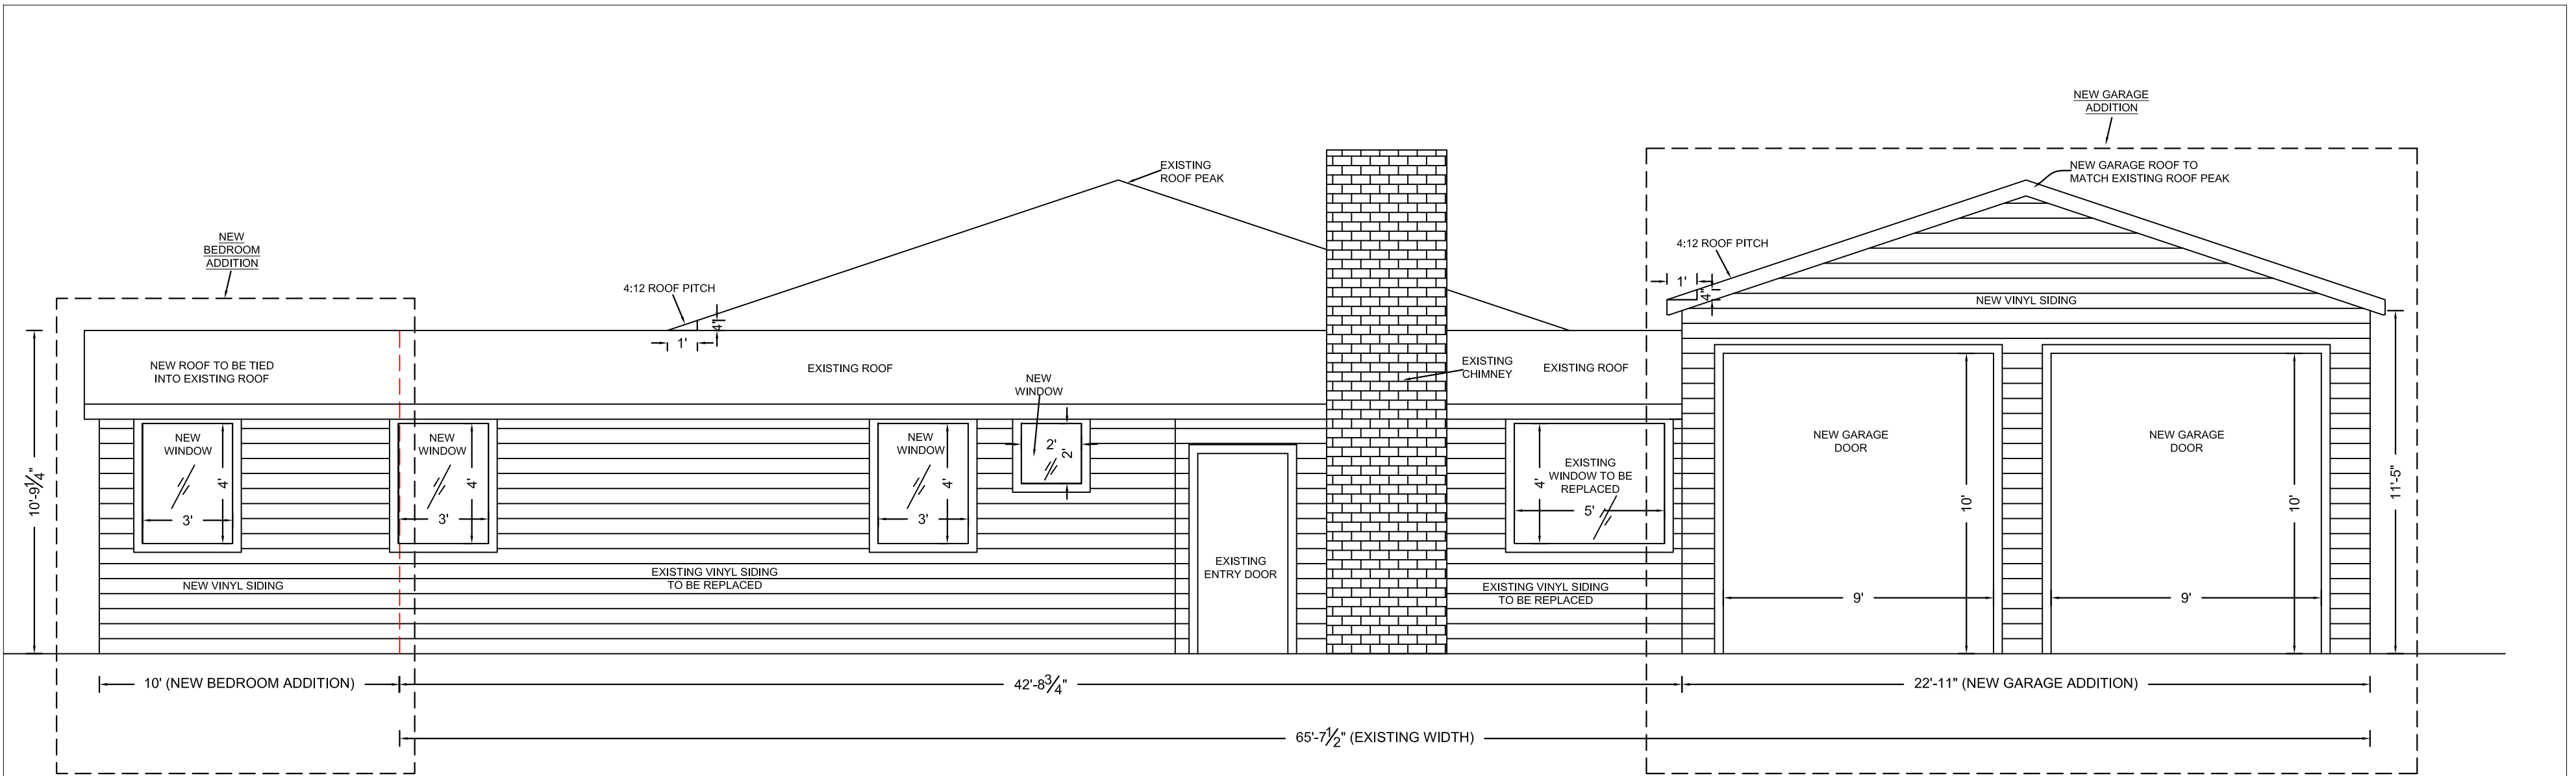 NEW GARAGE
ADDITION
EXISTING
ROOF PEAK
NEW GARAGE ROOF TO
MATCH EXISTING ROOF PEAK
NEW
BEDROOM
ADDITION
4:12 ROOF PITCH
4:12 ROOF PITCH
1'
4"
NEW VINYL SIDING
4"
1'
NEW ROOF TO BE TIED
INTO EXISTING ROOF
EXISTING ROOF
NEW
WINDOW
EXISTING
CHIMNEY
EXISTING ROOF
10'-91/4"
NEW
WINDOW
4'
3'
NEW
WINDOW
4'
3'
NEW
WINDOW
4'
3'
2'
2'
EXISTING
WINDOW TO BE
REPLACED
4'
5'
NEW GARAGE
DOOR
10'
9'
NEW GARAGE
DOOR
10'
9'
11'-5"
NEW VINYL SIDING
EXISTING VINYL SIDING
TO BE REPLACED
EXISTING
ENTRY DOOR
EXISTING VINYL SIDING
TO BE REPLACED
10' (NEW BEDROOM ADDITION)
42'-83/4"
22'-11" (NEW GARAGE ADDITION)
65'-71/2" (EXISTING WIDTH)